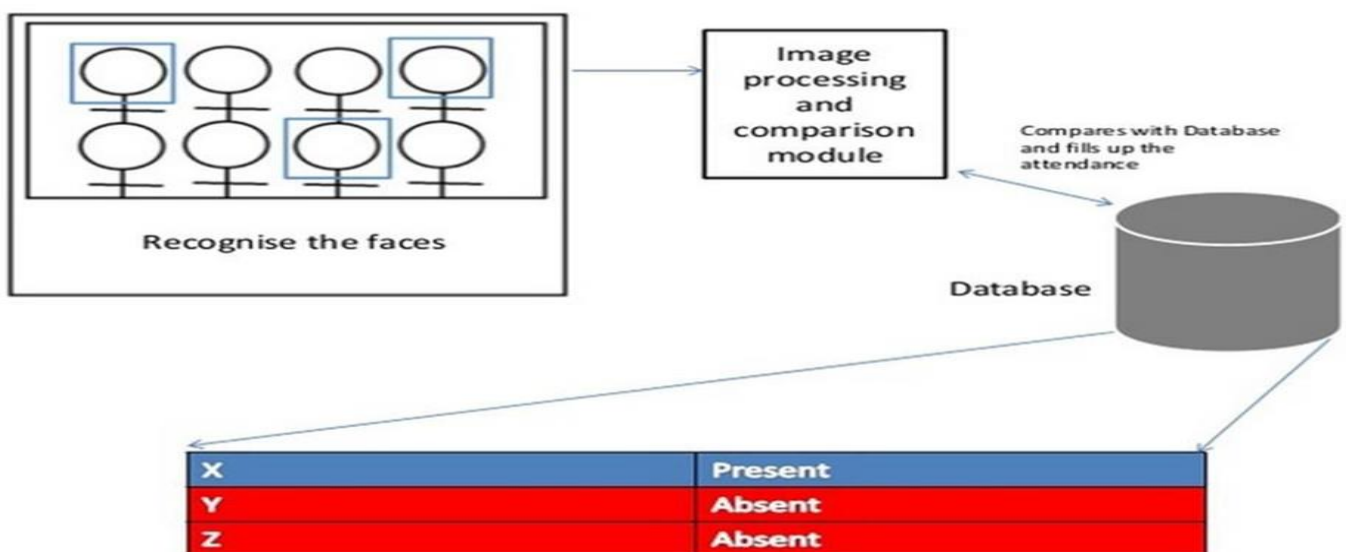 Recognise the faces
Image
processing
and
comparison
module
Compares with Database
and fills up the
attendance
Database
X Present
Y Absent
Z Absent